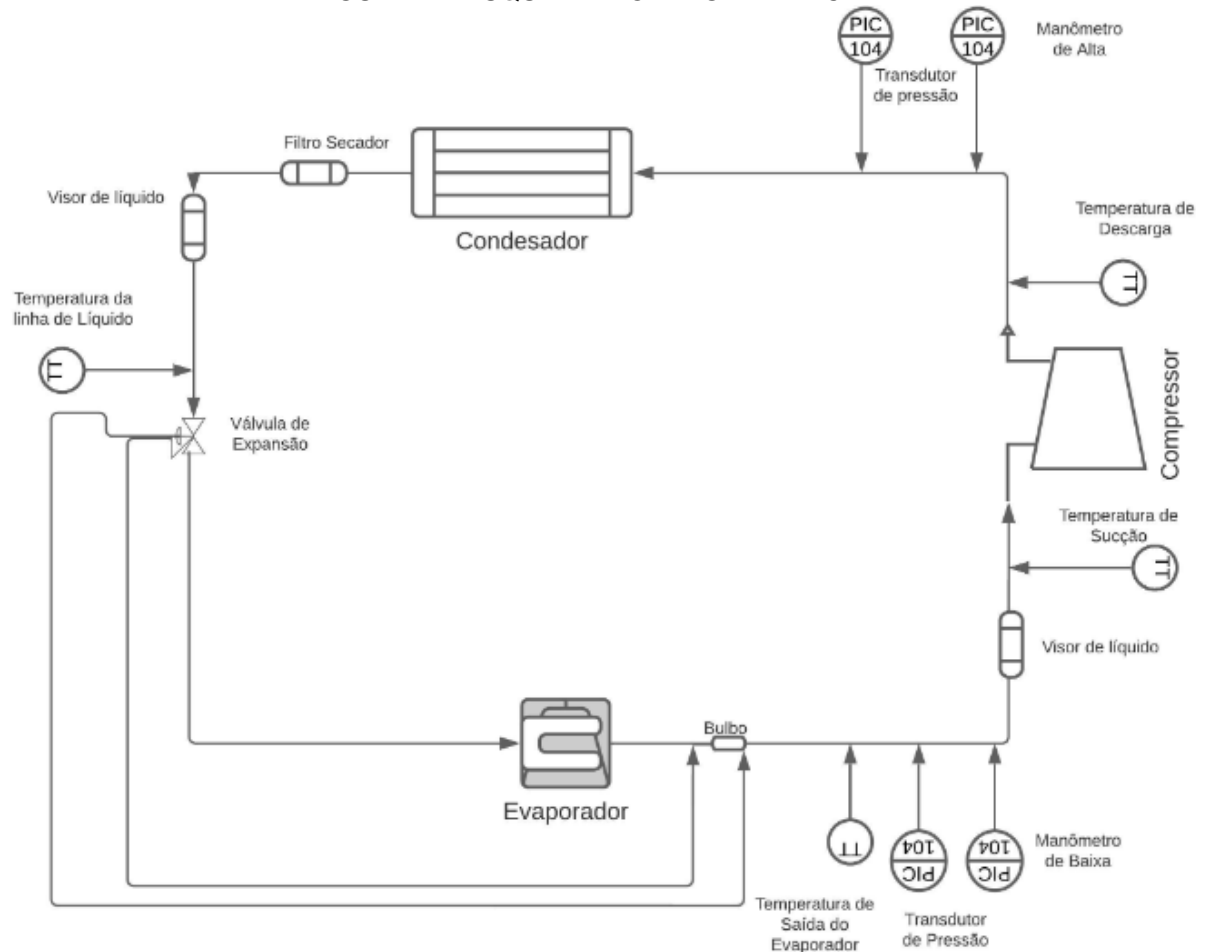 PIC
104
PIC
104
Manômetro
de Alta
Transdutor
de pressão
Filtro Secador
Visor de líquido
Condesador
Temperatura de
Descarga
TT
Temperatura da
linha de Líquido
TT
Válvula de
Expansão
Compressor
Temperatura de
Sucção
TT
Visor de líquido
Bulbo
Evaporador
TT
PIC
104
PIC
104
Manômetro
de Baixa
Temperatura de
Saída do
Evaporador
Transdutor
de Pressão